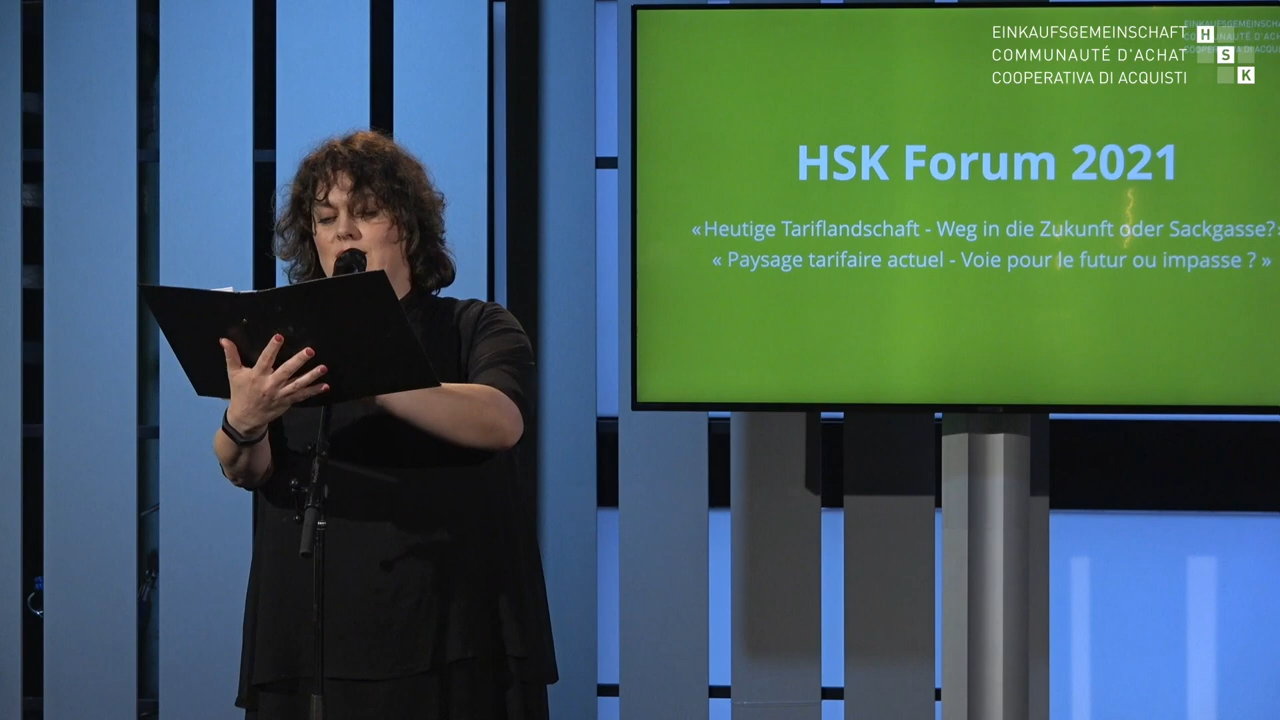 EINKAUFSGEMEINSCHAFT
COMMUNAUTÉ D'ACHAT
COOPERATIVA DI ACQUISTI
H
S
K
HSK Forum 2021
«Heutige Tariflandschaft - Weg in die Zukunft oder Sackgasse?»
« Paysage tarifaire actuel - Voie pour le futur ou impasse ? »